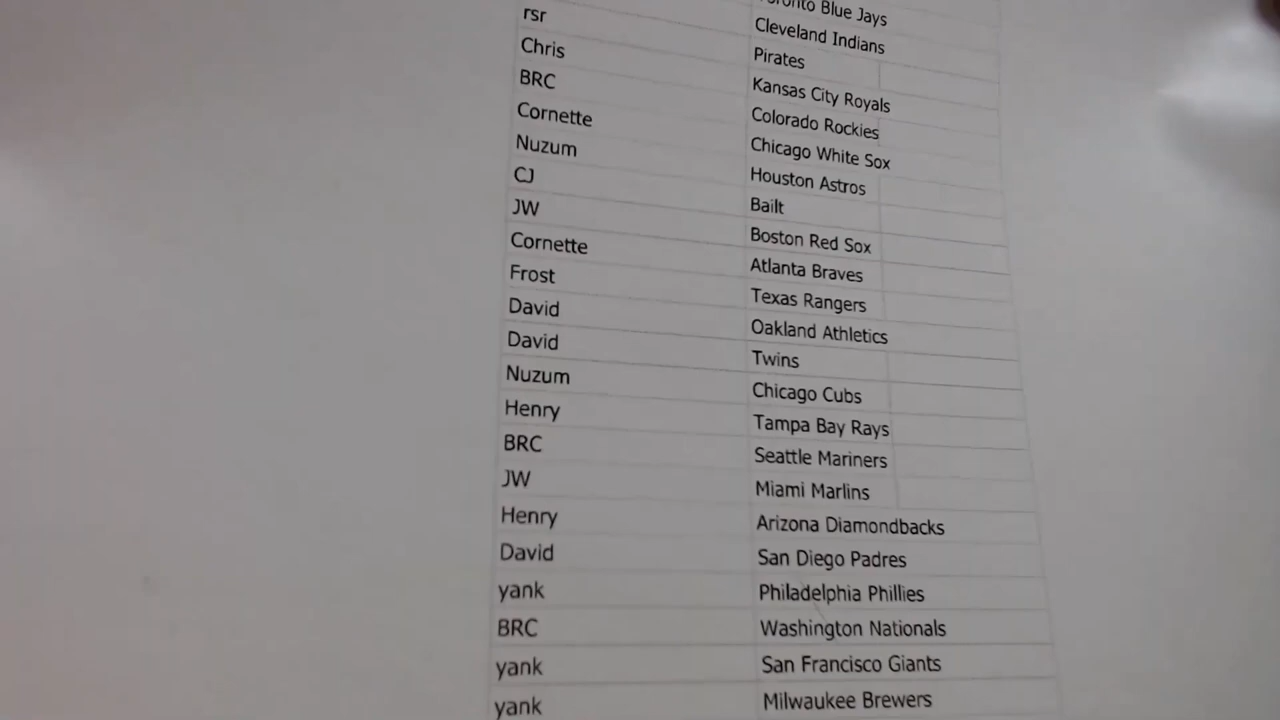 Blue Jays
Cleveland Indians
rsr Pirates
Chris Kansas City Royals
BRC Colorado Rockies
Cornette Chicago White Sox
Nuzum Houston Astros
CJ Bailt
JW Boston Red Sox
Cornette Atlanta Braves
Frost Texas Rangers
David Oakland Athletics
David Twins
Nuzum Chicago Cubs
Henry Tampa Bay Rays
BRC Seattle Mariners
JW Miami Marlins
Henry Arizona Diamondbacks
David San Diego Padres
yank Philadelphia Phillies
BRC Washington Nationals
yank San Francisco Giants
yank Milwaukee Brewers